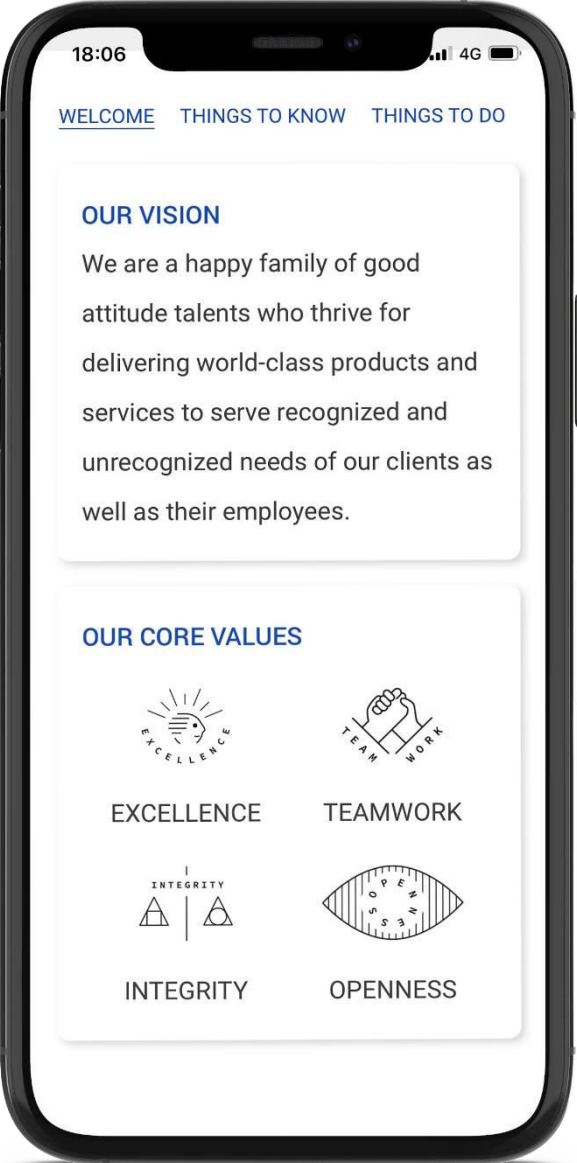 18:06 4G
WELCOME THINGS TO KNOW THINGS TO DO
OUR VISION
We are a happy family of good
attitude talents who thrive for
delivering world-class products and
services to serve recognized and
unrecognized needs of our clients as
well as their employees.
OUR CORE VALUES
EXCELLENCE
TEAM WORK
EXCELLENCE TEAMWORK
INTEGRITY
OPENNESS
INTEGRITY OPENNESS